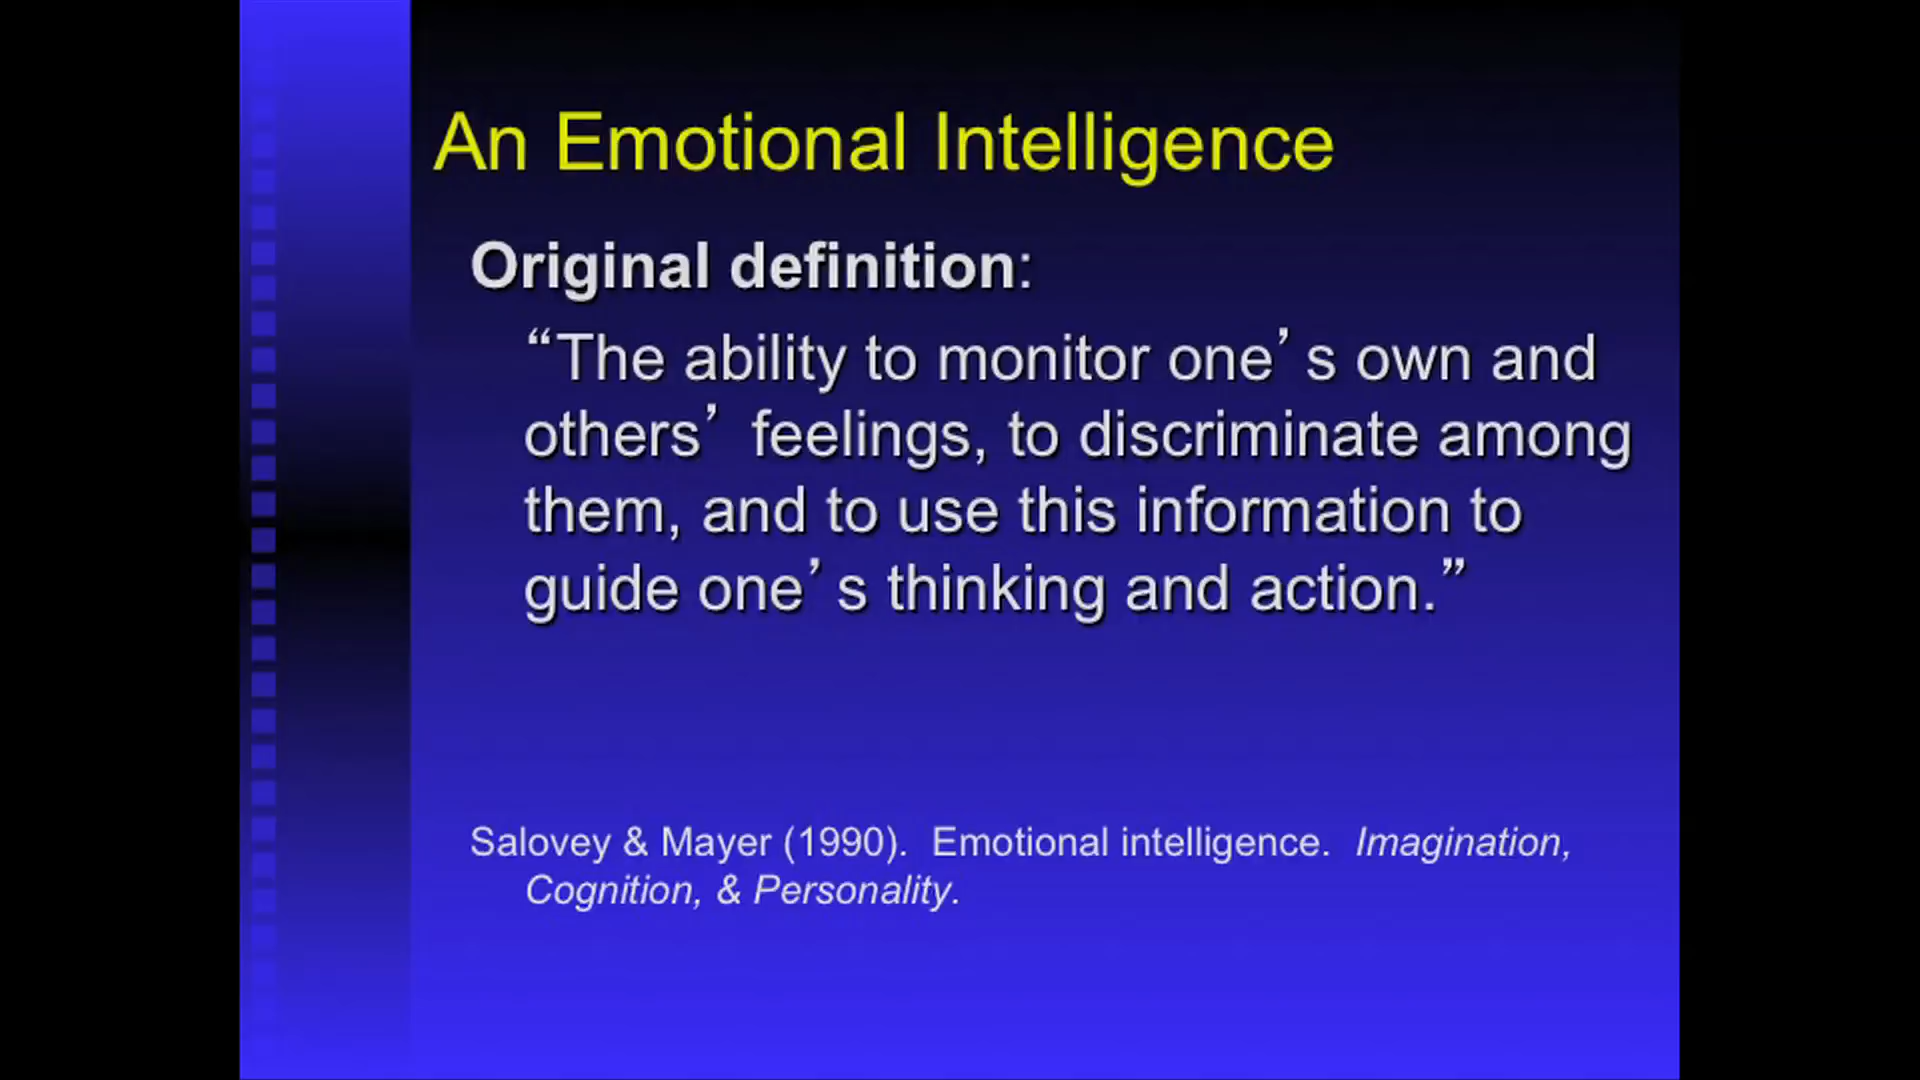 An Emotional Intelligence
Original definition:
“The ability to monitor one’s own and
others’ feelings, to discriminate among
them, and to use this information to
guide one’s thinking and action.”
Salovey & Mayer (1990). Emotional intelligence. Imagination,
Cognition, & Personality.